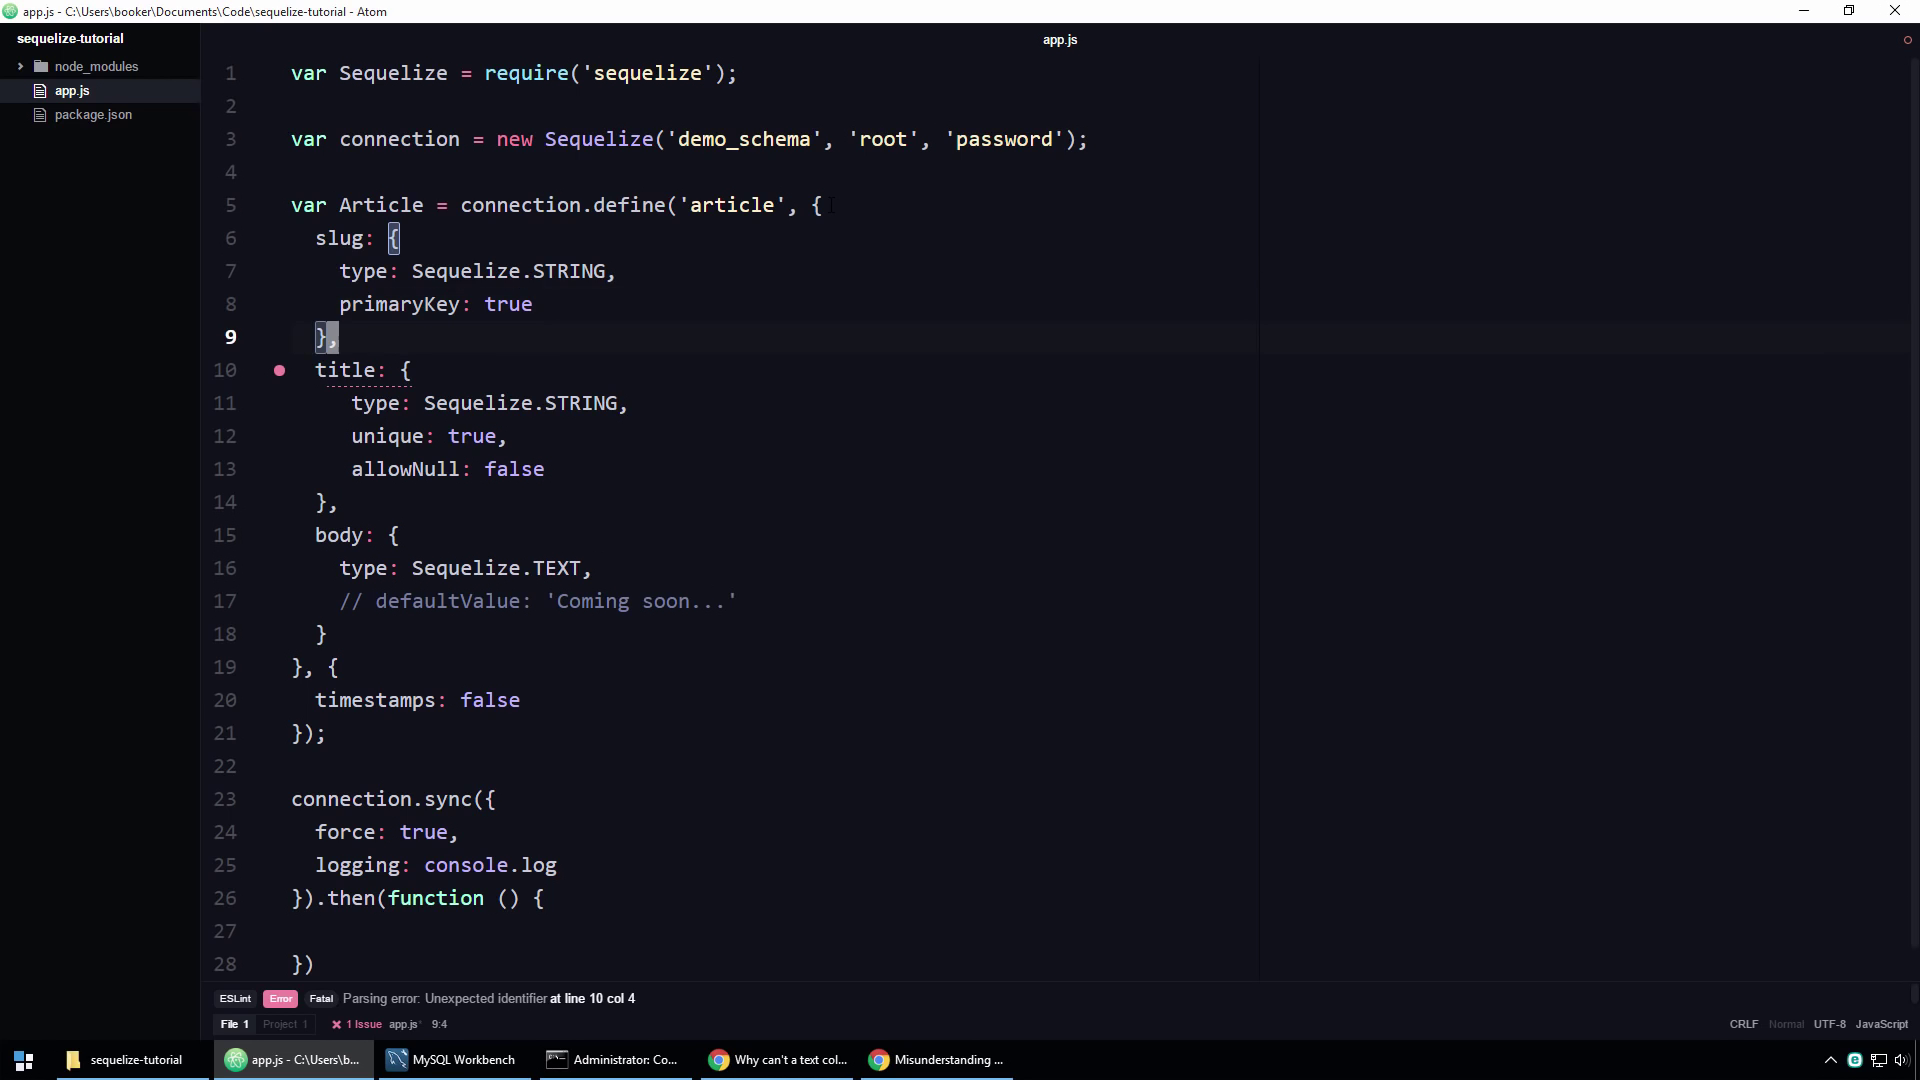 app.js - C:\Users\booker\Documents\Code\sequelize-tutorial - Atom
sequelize-tutorial
node_modules
app.js
package.json
app.js
1 var Sequelize = require('sequelize');
2
3 var connection = new Sequelize('demo_schema', 'root', 'password');
4
5 var Article = connection.define('article', {
6 slug: {
7 type: Sequelize.STRING,
8 primaryKey: true
9 },
10 title: {
11 type: Sequelize.STRING,
12 unique: true,
13 allowNull: false
14 },
15 body: {
16 type: Sequelize.TEXT,
17 // defaultValue: 'Coming soon...'
18 }
19 }, {
20 timestamps: false
21 });
22
23 connection.sync({
24 force: true,
25 logging: console.log
26 }).then(function () {
27
28 })
ESLint Error Fatal Parsing error: Unexpected identifier at line 10 col 4
File 1 Project 1 1 Issue app.js* 9:4 CRLF Normal UTF-8 JavaScript
sequelize-tutorial app.js - C:\Users\b... MySQL Workbench Administrator: Co... Why can't a text col... Misunderstanding ...